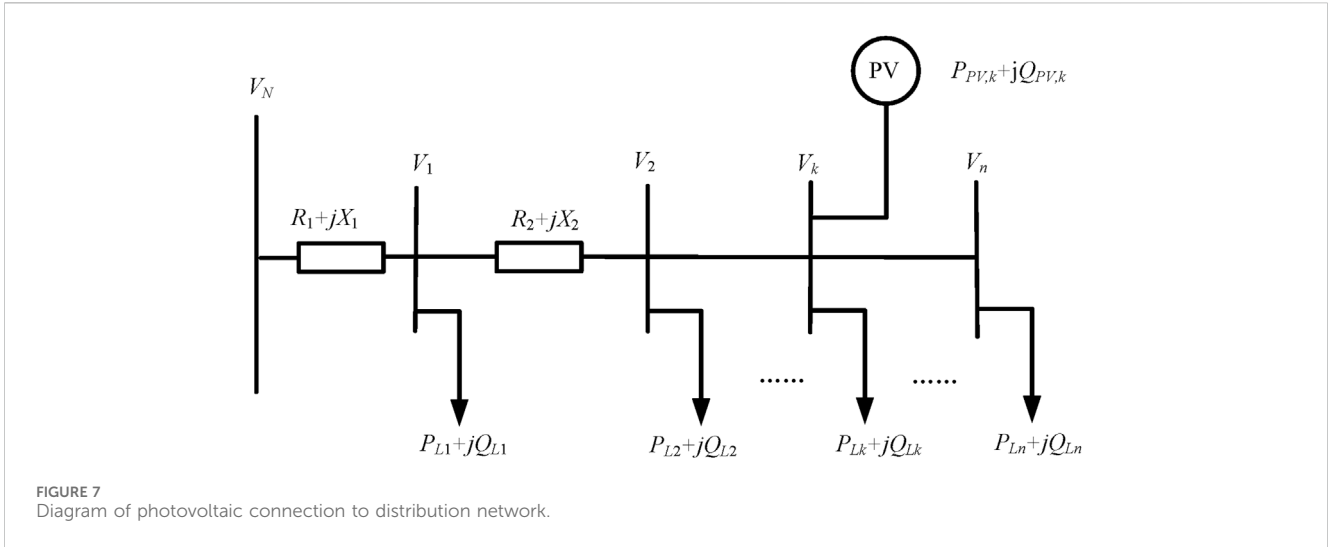 PV
P_{PV,k}+jQ_{PV,k}
V_N
V_1
V_2
V_k
V_n
R_1+jX_1
R_2+jX_2
......
......
P_{L1}+jQ_{L1}
P_{L2}+jQ_{L2}
P_{Lk}+jQ_{Lk}
P_{Ln}+jQ_{Ln}
FIGURE 7
Diagram of photovoltaic connection to distribution network.